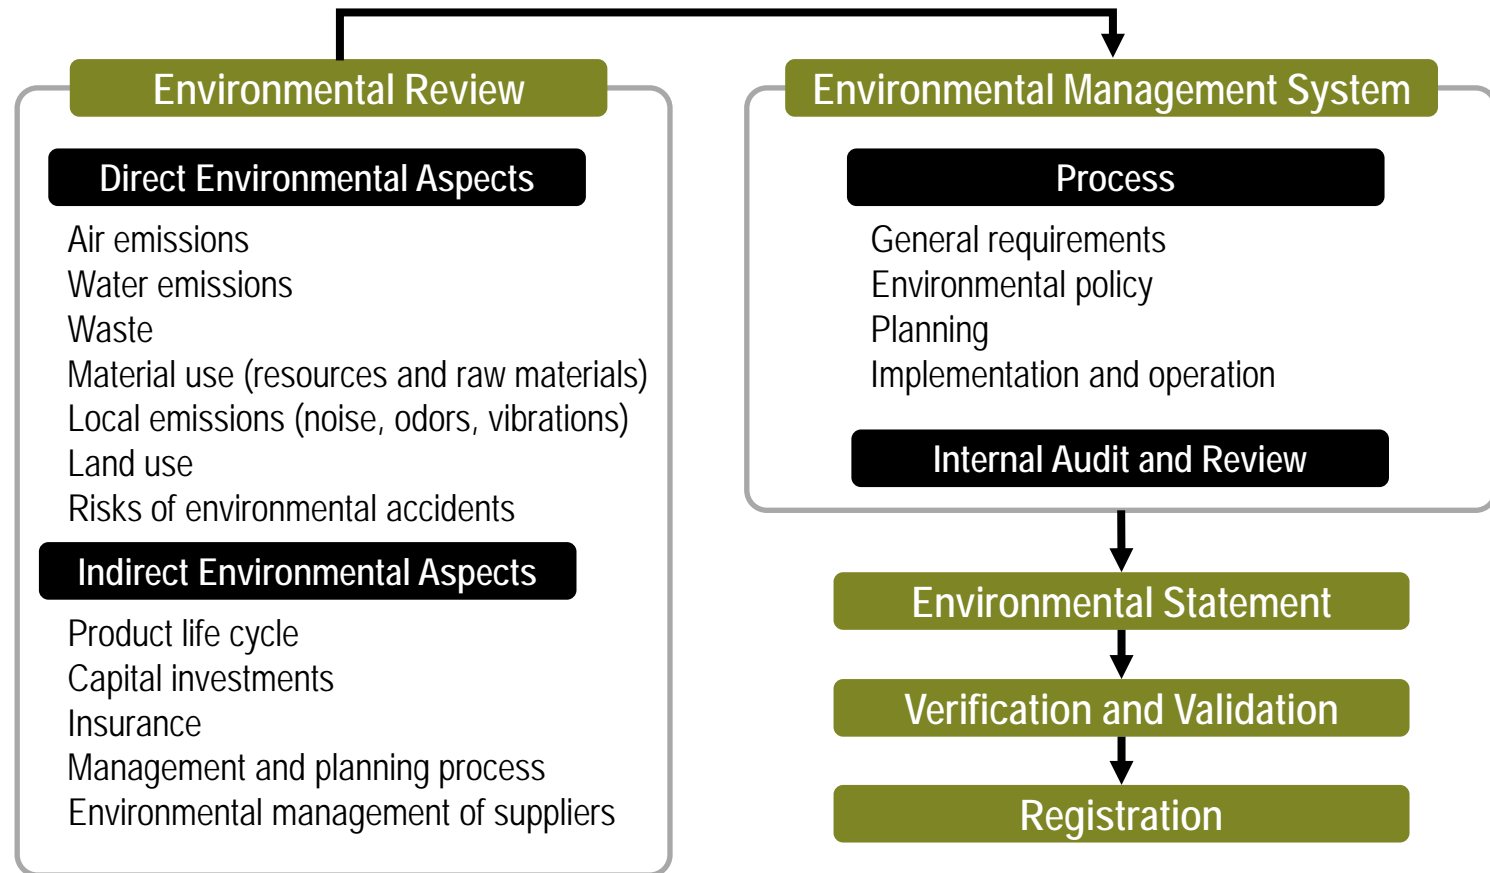 Environmental Review
Direct Environmental Aspects
Air emissions
Water emissions
Waste
Material use (resources and raw materials)
Local emissions (noise, odors, vibrations)
Land use
Risks of environmental accidents
Indirect Environmental Aspects
Product life cycle
Capital investments
Insurance
Management and planning process
Environmental management of suppliers
Environmental Management System
Process
General requirements
Environmental policy
Planning
Implementation and operation
Internal Audit and Review
Environmental Statement
Verification and Validation
Registration